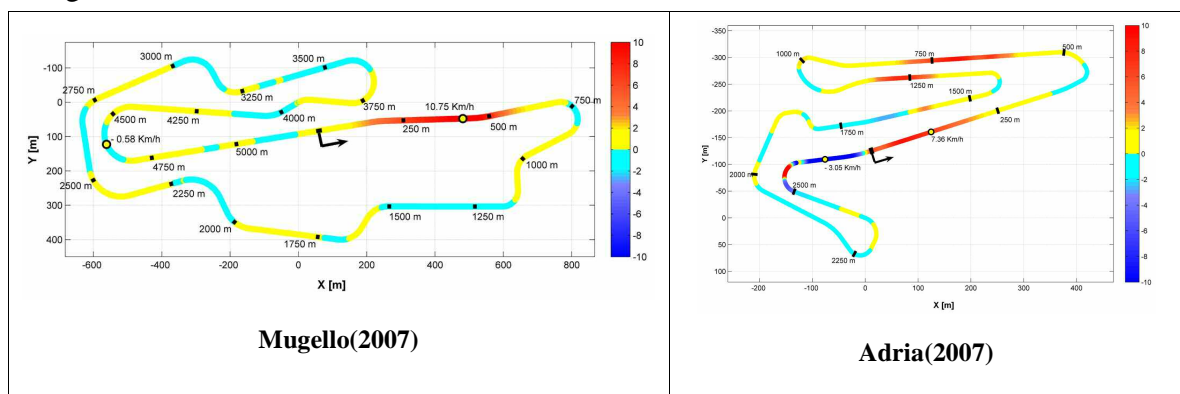 3000 m
3500 m
2750 m
3250 m
4500 m
4250 m
4000 m
3750 m
10.75 Km/h
750 m
- 0.58 Km/h
250 m
500 m
4750 m
5000 m
1000 m
2500 m
2250 m
2000 m
1500 m
1250 m
1750 m
-100
0
100
200
300
400
Y [m]
-600
-400
-200
0
200
400
600
800
X [m]
10
8
6
4
2
0
-2
-4
-6
-8
-10
Mugello(2007)
1000 m
750 m
500 m
1250 m
1500 m
250 m
1750 m
7.36 Km/h
- 3.05 Km/h
2000 m
2500 m
2250 m
-350
-300
-250
-200
-150
-100
-50
0
50
100
Y [m]
-200
-100
0
100
200
300
400
X [m]
10
8
6
4
2
0
-2
-4
-6
-8
-10
Adria(2007)